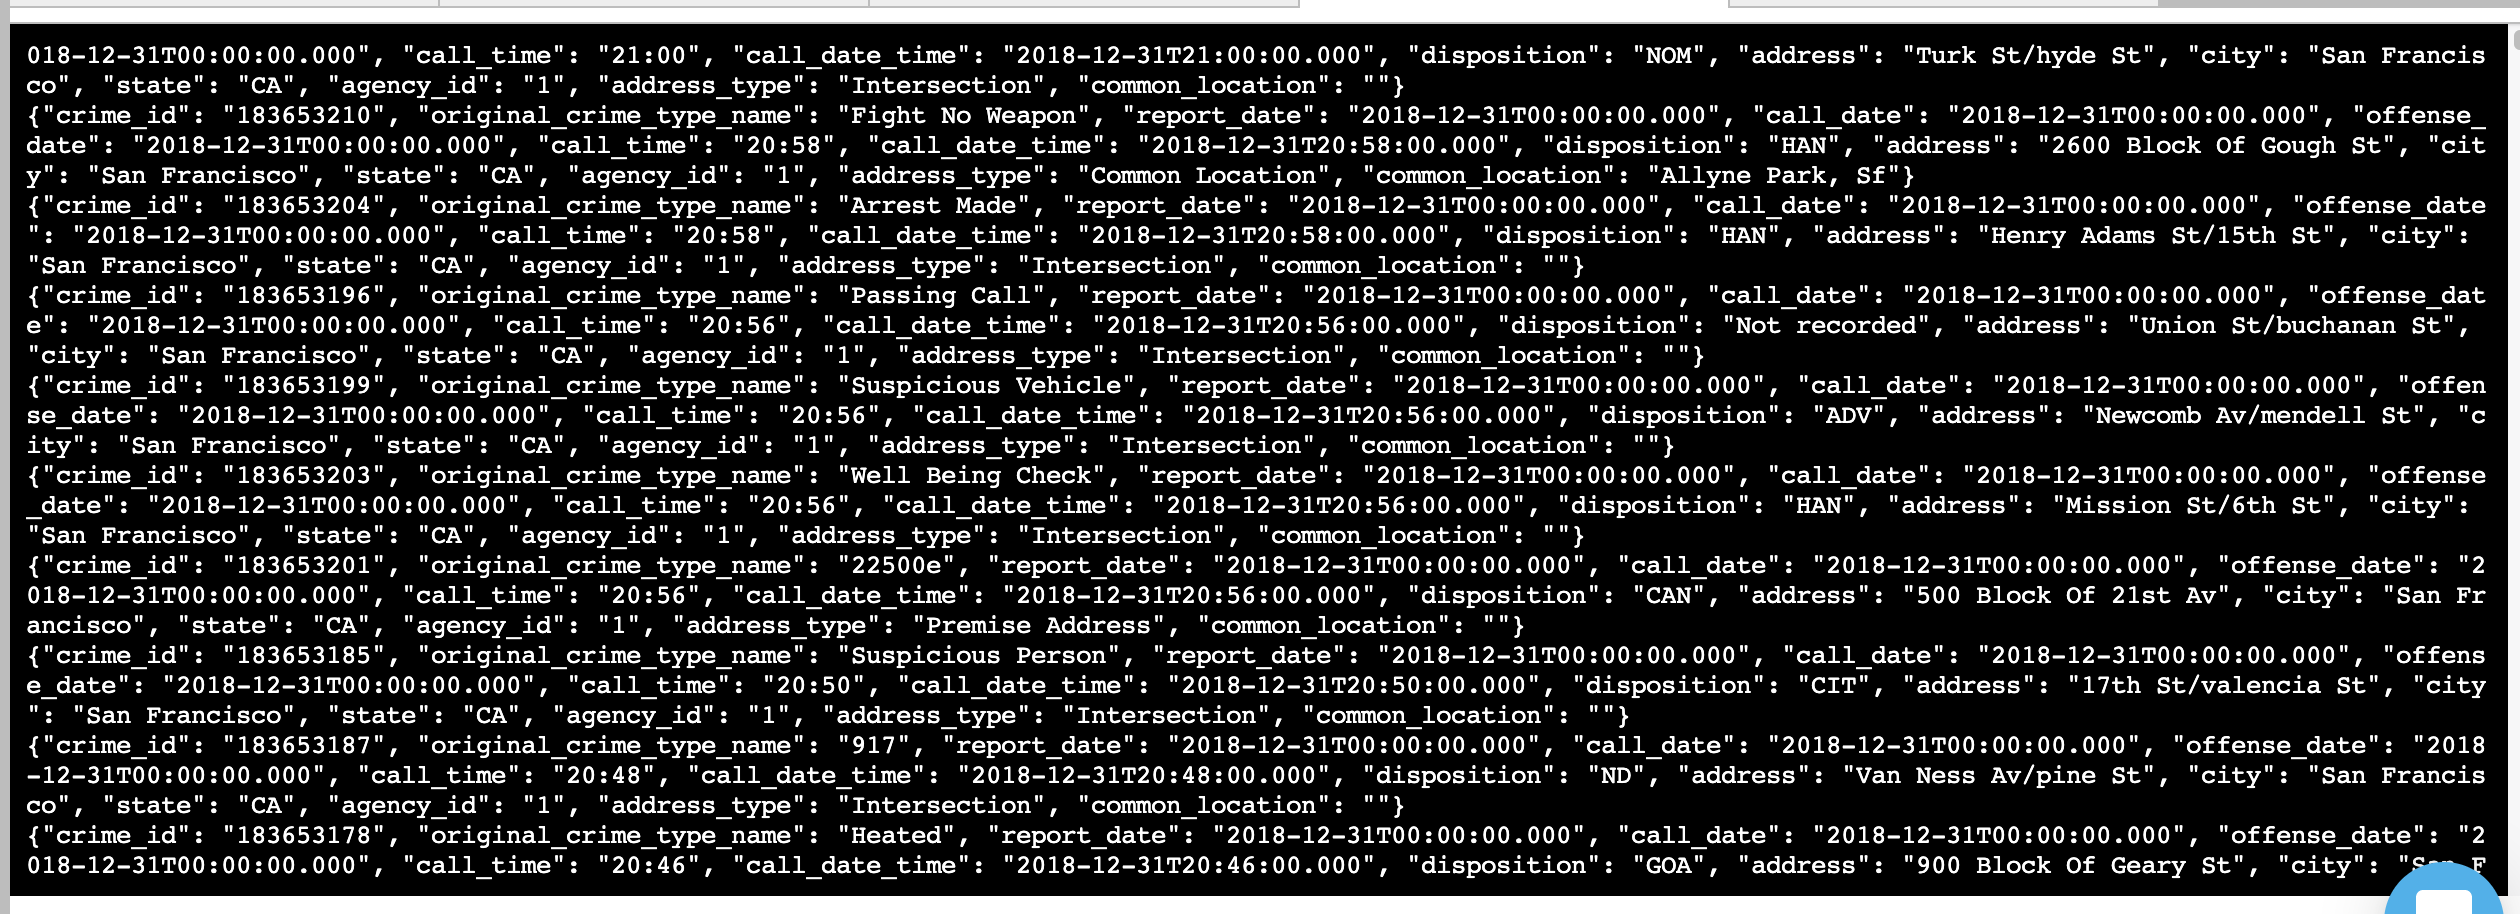 018-12-31T00:00:00.000", "call_time": "21:00", "call_date_time": "2018-12-31T21:00:00.000", "disposition": "NOM", "address": "Turk St/hyde St", "city": "San Francis
co", "state": "CA", "agency_id": "1", "address_type": "Intersection", "common_location": ""}
{"crime_id": "183653210", "original_crime_type_name": "Fight No Weapon", "report_date": "2018-12-31T00:00:00.000", "call_date": "2018-12-31T00:00:00.000", "offense_
date": "2018-12-31T00:00:00.000", "call_time": "20:58", "call_date_time": "2018-12-31T20:58:00.000", "disposition": "HAN", "address": "2600 Block Of Gough St", "cit
y": "San Francisco", "state": "CA", "agency_id": "1", "address_type": "Common Location", "common_location": "Allyne Park, Sf"}
{"crime_id": "183653204", "original_crime_type_name": "Arrest Made", "report_date": "2018-12-31T00:00:00.000", "call_date": "2018-12-31T00:00:00.000", "offense_date
": "2018-12-31T00:00:00.000", "call_time": "20:58", "call_date_time": "2018-12-31T20:58:00.000", "disposition": "HAN", "address": "Henry Adams St/15th St", "city":
"San Francisco", "state": "CA", "agency_id": "1", "address_type": "Intersection", "common_location": ""}
{"crime_id": "183653196", "original_crime_type_name": "Passing Call", "report_date": "2018-12-31T00:00:00.000", "call_date": "2018-12-31T00:00:00.000", "offense_dat
e": "2018-12-31T00:00:00.000", "call_time": "20:56", "call_date_time": "2018-12-31T20:56:00.000", "disposition": "Not recorded", "address": "Union St/buchanan St",
"city": "San Francisco", "state": "CA", "agency_id": "1", "address_type": "Intersection", "common_location": ""}
{"crime_id": "183653199", "original_crime_type_name": "Suspicious Vehicle", "report_date": "2018-12-31T00:00:00.000", "call_date": "2018-12-31T00:00:00.000", "offen
se_date": "2018-12-31T00:00:00.000", "call_time": "20:56", "call_date_time": "2018-12-31T20:56:00.000", "disposition": "ADV", "address": "Newcomb Av/mendell St", "c
ity": "San Francisco", "state": "CA", "agency_id": "1", "address_type": "Intersection", "common_location": ""}
{"crime_id": "183653203", "original_crime_type_name": "Well Being Check", "report_date": "2018-12-31T00:00:00.000", "call_date": "2018-12-31T00:00:00.000", "offense
_date": "2018-12-31T00:00:00.000", "call_time": "20:56", "call_date_time": "2018-12-31T20:56:00.000", "disposition": "HAN", "address": "Mission St/6th St", "city":
"San Francisco", "state": "CA", "agency_id": "1", "address_type": "Intersection", "common_location": ""}
{"crime_id": "183653201", "original_crime_type_name": "22500e", "report_date": "2018-12-31T00:00:00.000", "call_date": "2018-12-31T00:00:00.000", "offense_date": "2
018-12-31T00:00:00.000", "call_time": "20:56", "call_date_time": "2018-12-31T20:56:00.000", "disposition": "CAN", "address": "500 Block Of 21st Av", "city": "San Fr
ancisco", "state": "CA", "agency_id": "1", "address_type": "Premise Address", "common_location": ""}
{"crime_id": "183653185", "original_crime_type_name": "Suspicious Person", "report_date": "2018-12-31T00:00:00.000", "call_date": "2018-12-31T00:00:00.000", "offens
e_date": "2018-12-31T00:00:00.000", "call_time": "20:50", "call_date_time": "2018-12-31T20:50:00.000", "disposition": "CIT", "address": "17th St/valencia St", "city
": "San Francisco", "state": "CA", "agency_id": "1", "address_type": "Intersection", "common_location": ""}
{"crime_id": "183653187", "original_crime_type_name": "917", "report_date": "2018-12-31T00:00:00.000", "call_date": "2018-12-31T00:00:00.000", "offense_date": "2018
-12-31T00:00:00.000", "call_time": "20:48", "call_date_time": "2018-12-31T20:48:00.000", "disposition": "ND", "address": "Van Ness Av/pine St", "city": "San Francis
co", "state": "CA", "agency_id": "1", "address_type": "Intersection", "common_location": ""}
{"crime_id": "183653178", "original_crime_type_name": "Heated", "report_date": "2018-12-31T00:00:00.000", "call_date": "2018-12-31T00:00:00.000", "offense_date": "2
018-12-31T00:00:00.000", "call_time": "20:46", "call_date_time": "2018-12-31T20:46:00.000", "disposition": "GOA", "address": "900 Block Of Geary St", "city":